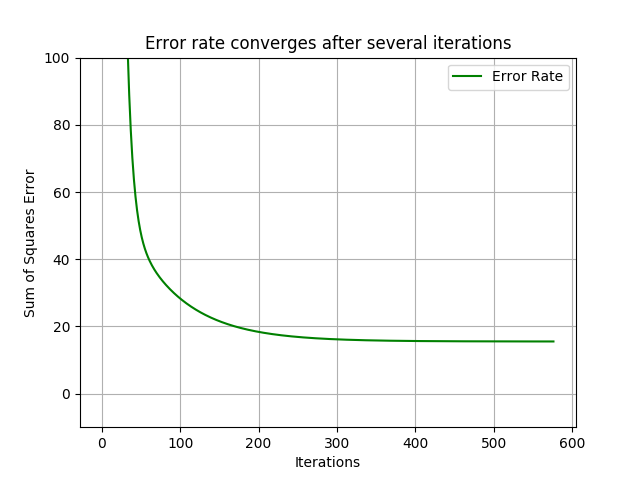 Error rate converges after several iterations
Error Rate
100
80
60
40
20
0
Sum of Squares Error
0 100 200 300 400 500 600
Iterations